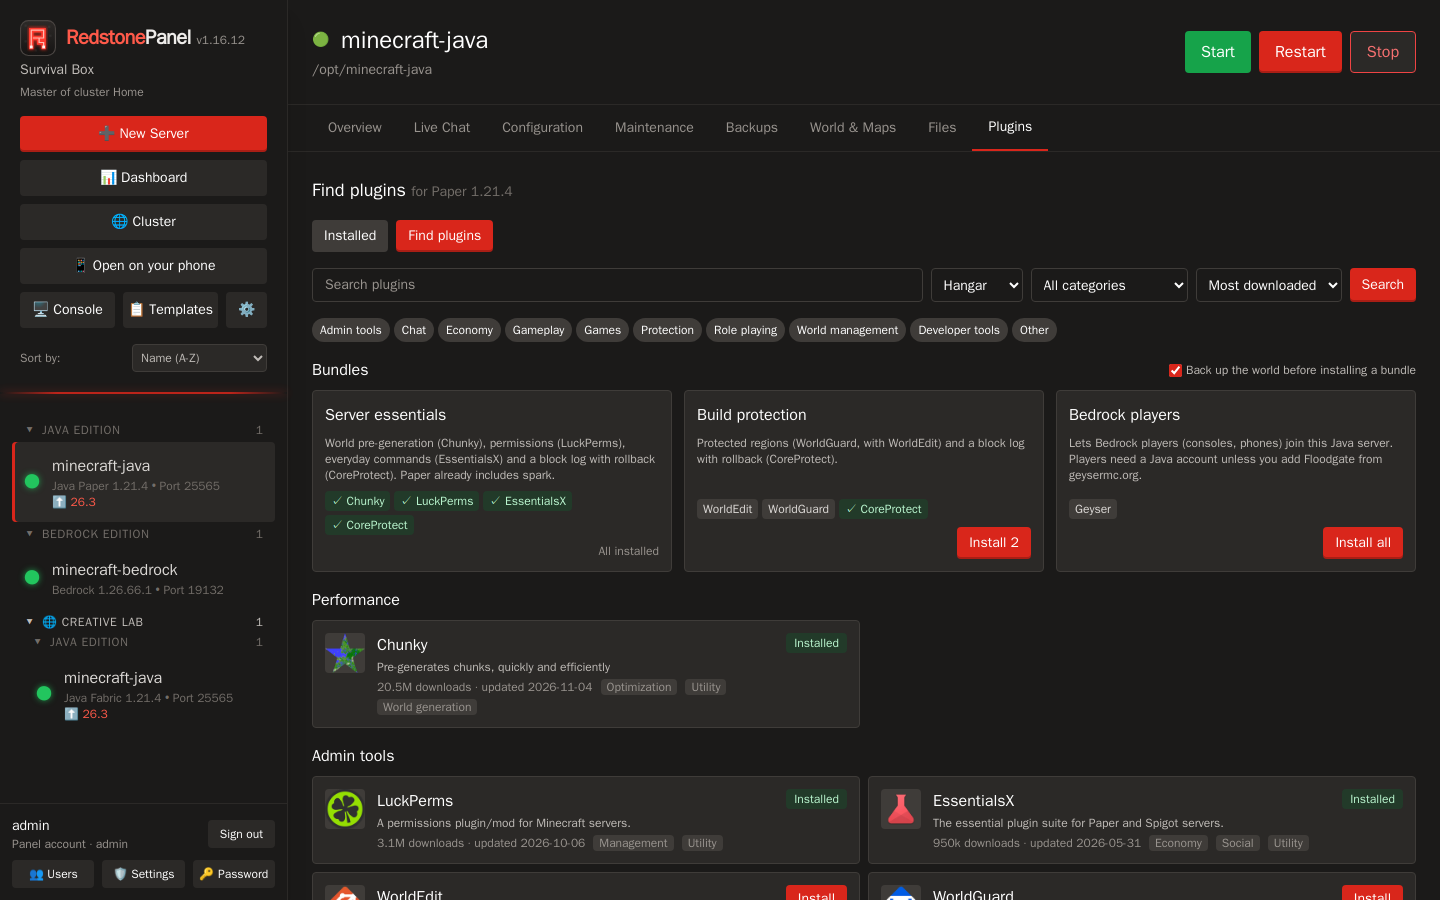 RedstonePanel v1.16.12
Survival Box
Master of cluster Home
➕ New Server
📊 Dashboard
🌐 Cluster
📱 Open on your phone
🖥️ Console
📋 Templates
Sort by:
Name (A-Z)
▼ JAVA EDITION 1
minecraft-java
Java Paper 1.21.4 • Port 25565
⬆️ 26.3
▼ BEDROCK EDITION 1
minecraft-bedrock
Bedrock 1.26.66.1 • Port 19132
▼ 🌐 CREATIVE LAB 1
▼ JAVA EDITION 1
minecraft-java
Java Fabric 1.21.4 • Port 25565
⬆️ 26.3
admin
Panel account · admin
Sign out
👥 Users
🛡️ Settings
🔑 Password
minecraft-java
/opt/minecraft-java
Start
Restart
Stop
Overview
Live Chat
Configuration
Maintenance
Backups
World & Maps
Files
Plugins
Find plugins for Paper 1.21.4
Installed
Find plugins
Search plugins
Hangar
All categories
Most downloaded
Search
Admin tools
Chat
Economy
Gameplay
Games
Protection
Role playing
World management
Developer tools
Other
Bundles
Back up the world before installing a bundle
Server essentials
World pre-generation (Chunky), permissions (LuckPerms),
everyday commands (EssentialsX) and a block log with rollback
(CoreProtect). Paper already includes spark.
✓ Chunky
✓ LuckPerms
✓ EssentialsX
✓ CoreProtect
All installed
Build protection
Protected regions (WorldGuard, with WorldEdit) and a block log
with rollback (CoreProtect).
WorldEdit
WorldGuard
✓ CoreProtect
Install 2
Bedrock players
Lets Bedrock players (consoles, phones) join this Java server.
Players need a Java account unless you add Floodgate from
geysermc.org.
Geyser
Install all
Performance
Chunky
Installed
Pre-generates chunks, quickly and efficiently
20.5M downloads · updated 2026-11-04 Optimization Utility
World generation
Admin tools
LuckPerms
Installed
A permissions plugin/mod for Minecraft servers.
3.1M downloads · updated 2026-10-06 Management Utility
EssentialsX
Installed
The essential plugin suite for Paper and Spigot servers.
950k downloads · updated 2026-05-31 Economy Social Utility
WorldEdit
Install
WorldGuard
Install